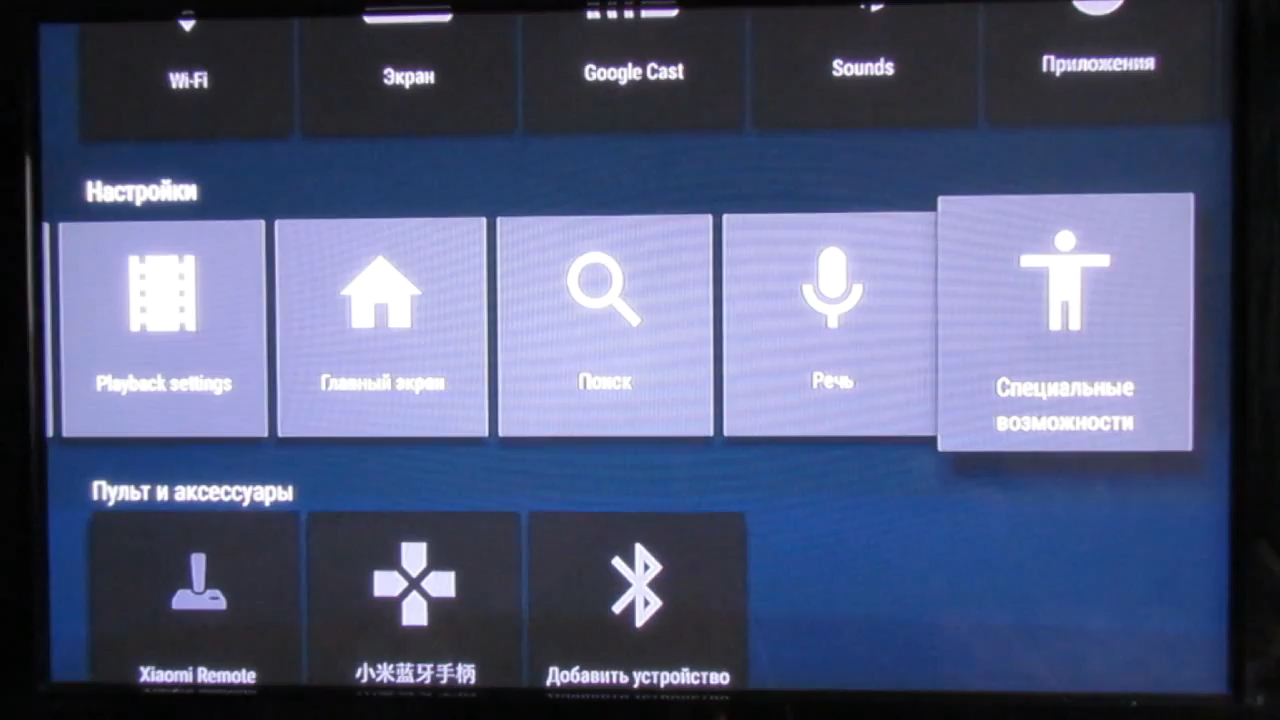 Wi-Fi
Экран
Google Cast
Sounds
Приложения
Настройки
Playback settings
Главный экран
Поиск
Речь
Специальные
возможности
Пульт и аксессуары
Xiaomi Remote
小米蓝牙手柄
Добавить устройство